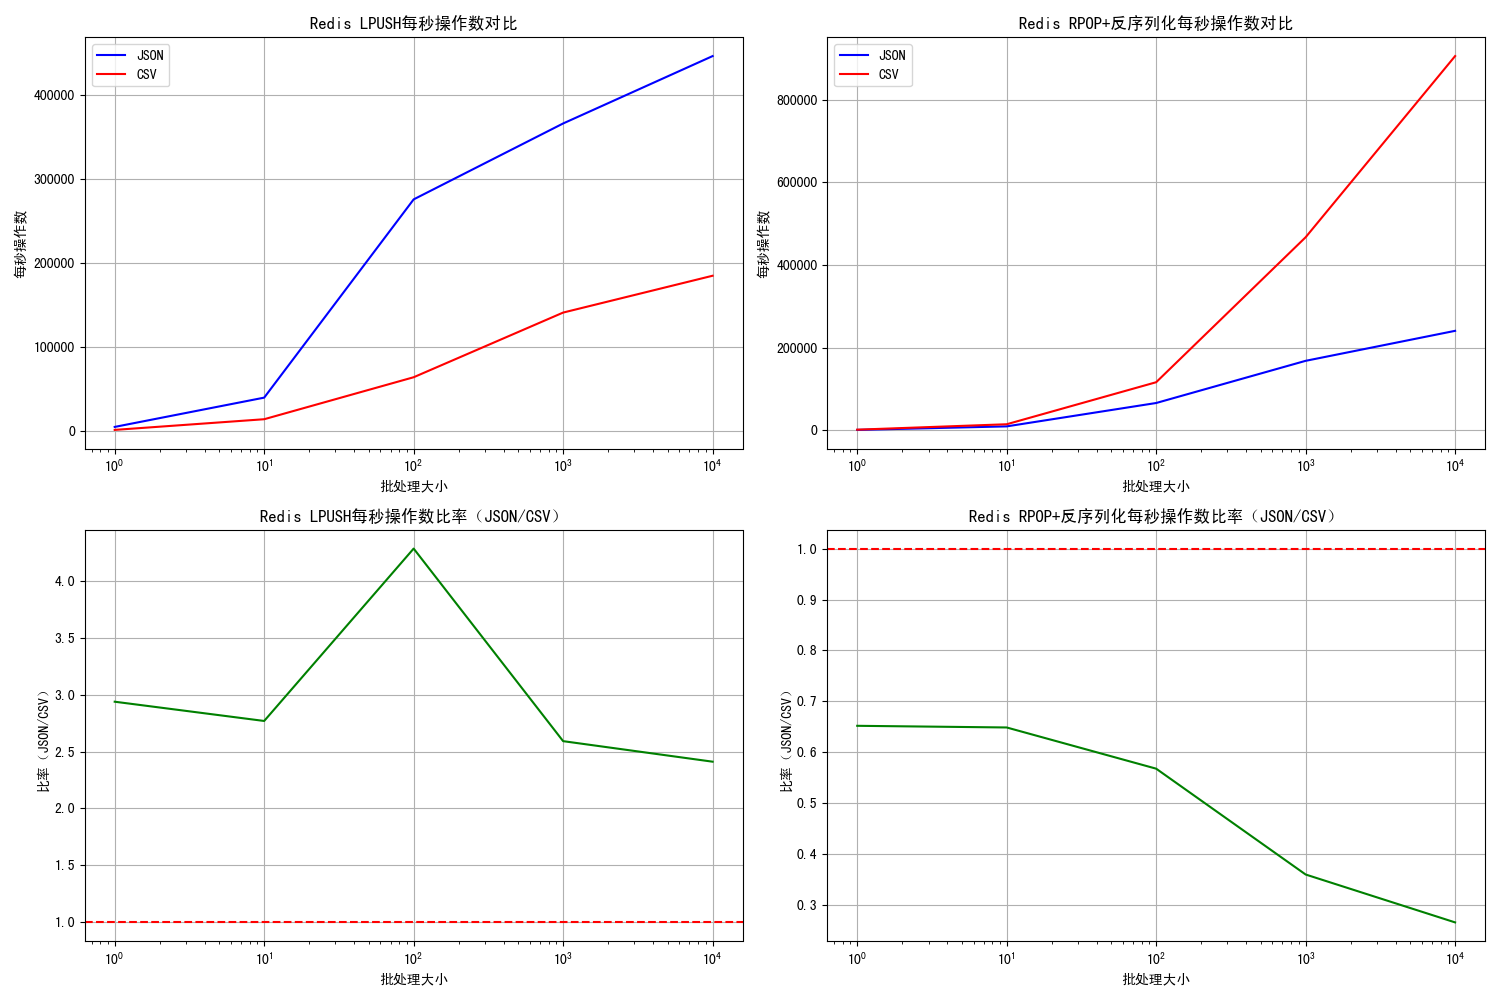 Redis LPUSH每秒操作数对比
JSON
CSV
400000
300000
200000
100000
0
每秒操作数
10⁰
10¹
10²
10³
10⁴
批处理大小
Redis RPOP+反序列化每秒操作数对比
JSON
CSV
800000
600000
400000
200000
0
每秒操作数
10⁰
10¹
10²
10³
10⁴
批处理大小
Redis LPUSH每秒操作数比率（JSON/CSV）
4.0
3.5
3.0
2.5
2.0
1.5
1.0
比率（JSON/CSV）
10⁰
10¹
10²
10³
10⁴
批处理大小
Redis RPOP+反序列化每秒操作数比率（JSON/CSV）
1.0
0.9
0.8
0.7
0.6
0.5
0.4
0.3
比率（JSON/CSV）
10⁰
10¹
10²
10³
10⁴
批处理大小